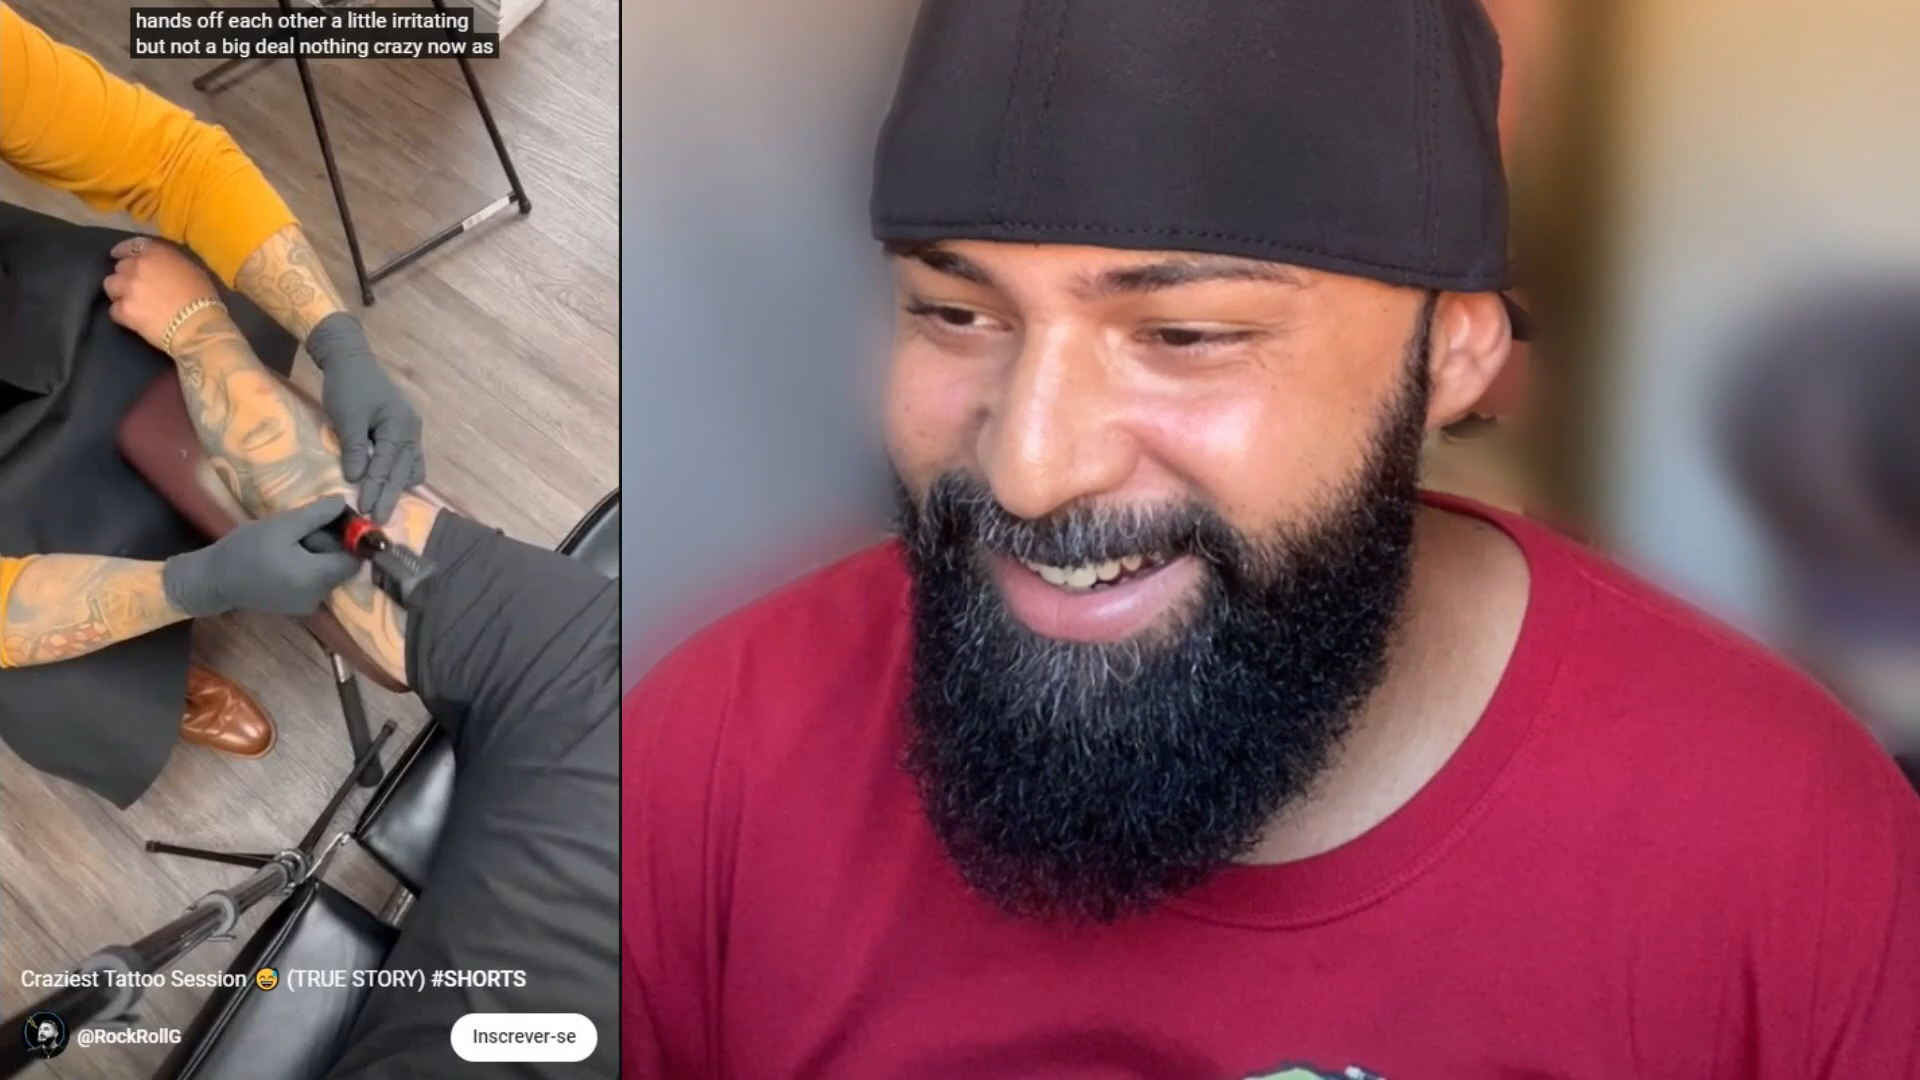 hands off each other a little irritating
but not a big deal nothing crazy now as
Craziest Tattoo Session 😅 (TRUE STORY) #SHORTS
@RockRollG
Inscrever-se